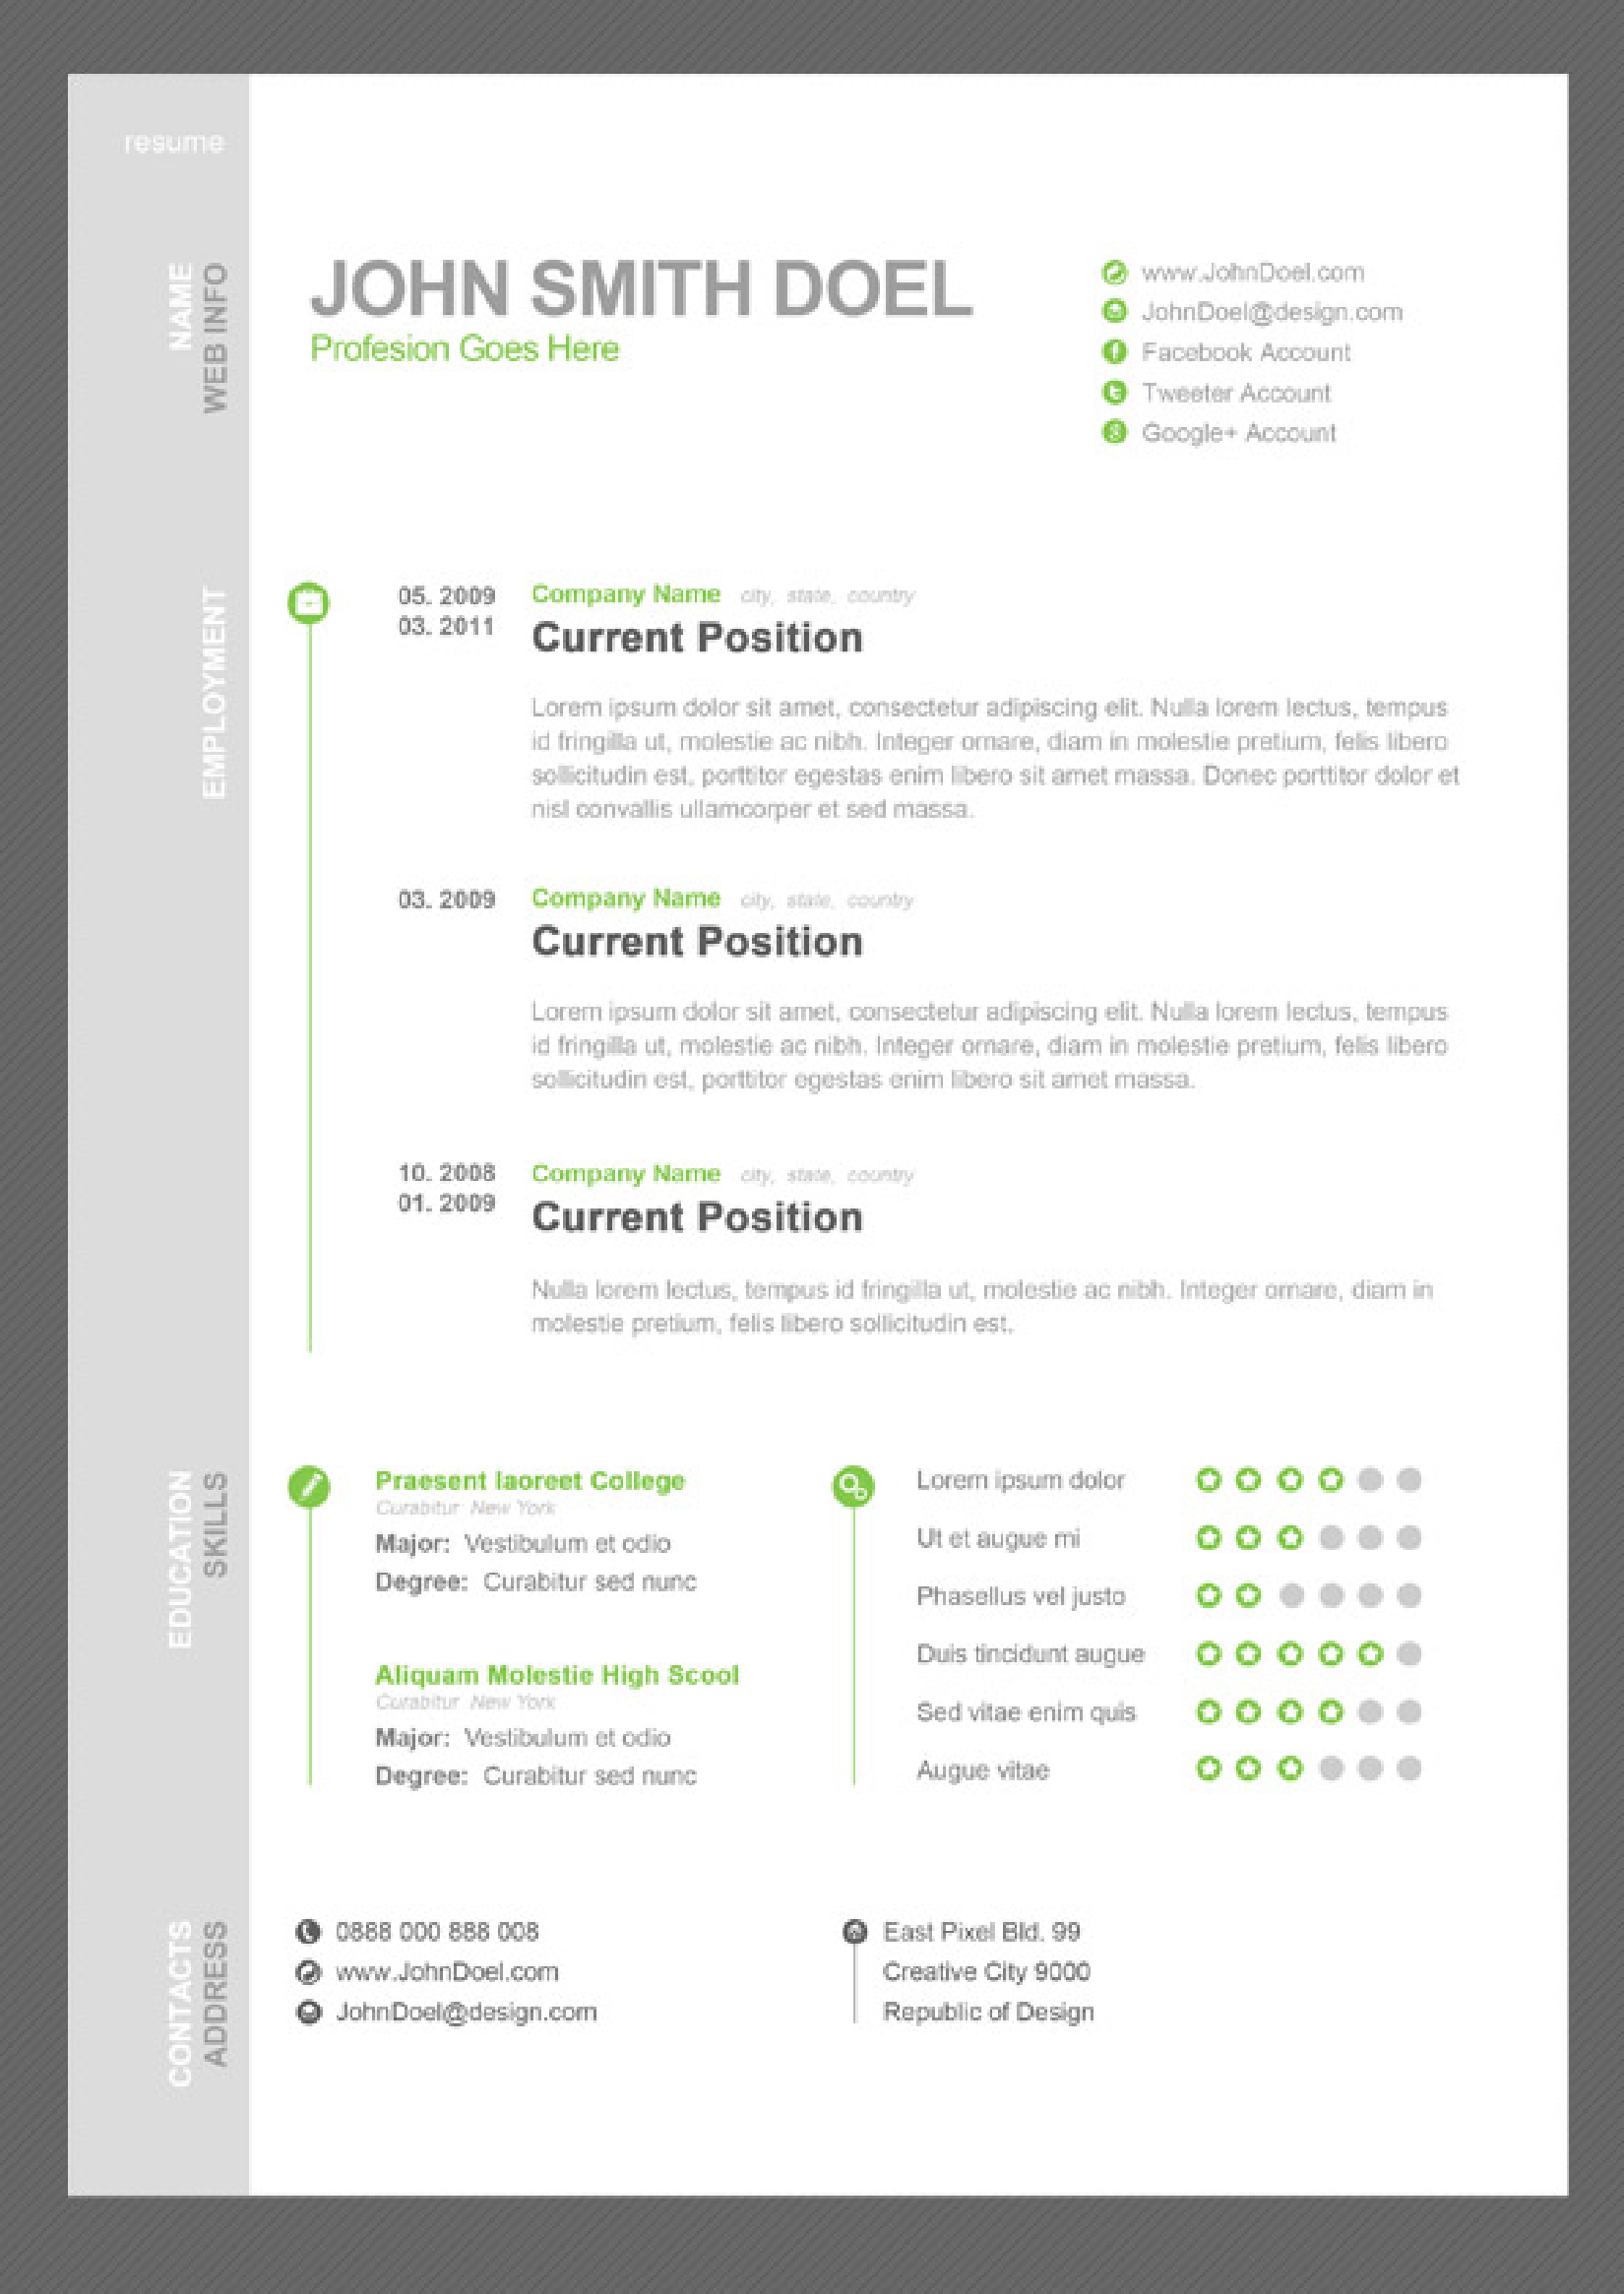 resume
NAME
WEB INFO
JOHN SMITH DOEL
Profesion Goes Here
www.JohnDoel.com
JohnDoel@design.com
Facebook Account
Tweeter Account
Google+ Account
EMPLOYMENT
05. 2009
03. 2011
Company Name city, state, country
Current Position
Lorem ipsum dolor sit amet, consectetur adipiscing elit. Nulla lorem lectus, tempus
id fringilla ut, molestie ac nibh. Integer ornare, diam in molestie pretium, felis libero
sollicitudin est, porttitor egestas enim libero sit amet massa. Donec porttitor dolor et
nisl convallis ullamcorper et sed massa.
03. 2009
Company Name city, state, country
Current Position
Lorem ipsum dolor sit amet, consectetur adipiscing elit. Nulla lorem lectus, tempus
id fringilla ut, molestie ac nibh. Integer ornare, diam in molestie pretium, felis libero
sollicitudin est, porttitor egestas enim libero sit amet massa.
10. 2008
01. 2009
Company Name city, state, country
Current Position
Nulla lorem lectus, tempus id fringilla ut, molestie ac nibh. Integer ornare, diam in
molestie pretium, felis libero sollicitudin est.
EDUCATION
SKILLS
Praesent laoreet College
Curabitur New York
Major: Vestibulum et odio
Degree: Curabitur sed nunc
Aliquam Molestie High Scool
Curabitur New York
Major: Vestibulum et odio
Degree: Curabitur sed nunc
Lorem ipsum dolor
Ut et augue mi
Phasellus vel justo
Duis tincidunt augue
Sed vitae enim quis
Augue vitae
CONTACTS
ADDRESS
0888 000 888 008
www.JohnDoel.com
JohnDoel@design.com
East Pixel Bld. 99
Creative City 9000
Republic of Design